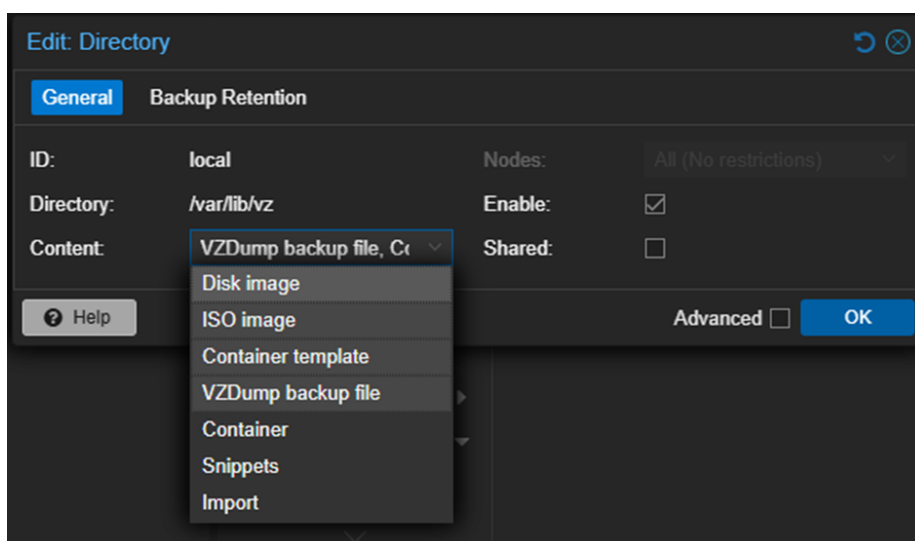 Edit: Directory
General Backup Retention
ID: local Nodes: All (No restrictions)
Directory: /var/lib/vz Enable:
Content: VZDump backup file, Co Shared:
Disk image
ISO image
Container template
VZDump backup file
Container
Snippets
Import
Help Advanced OK